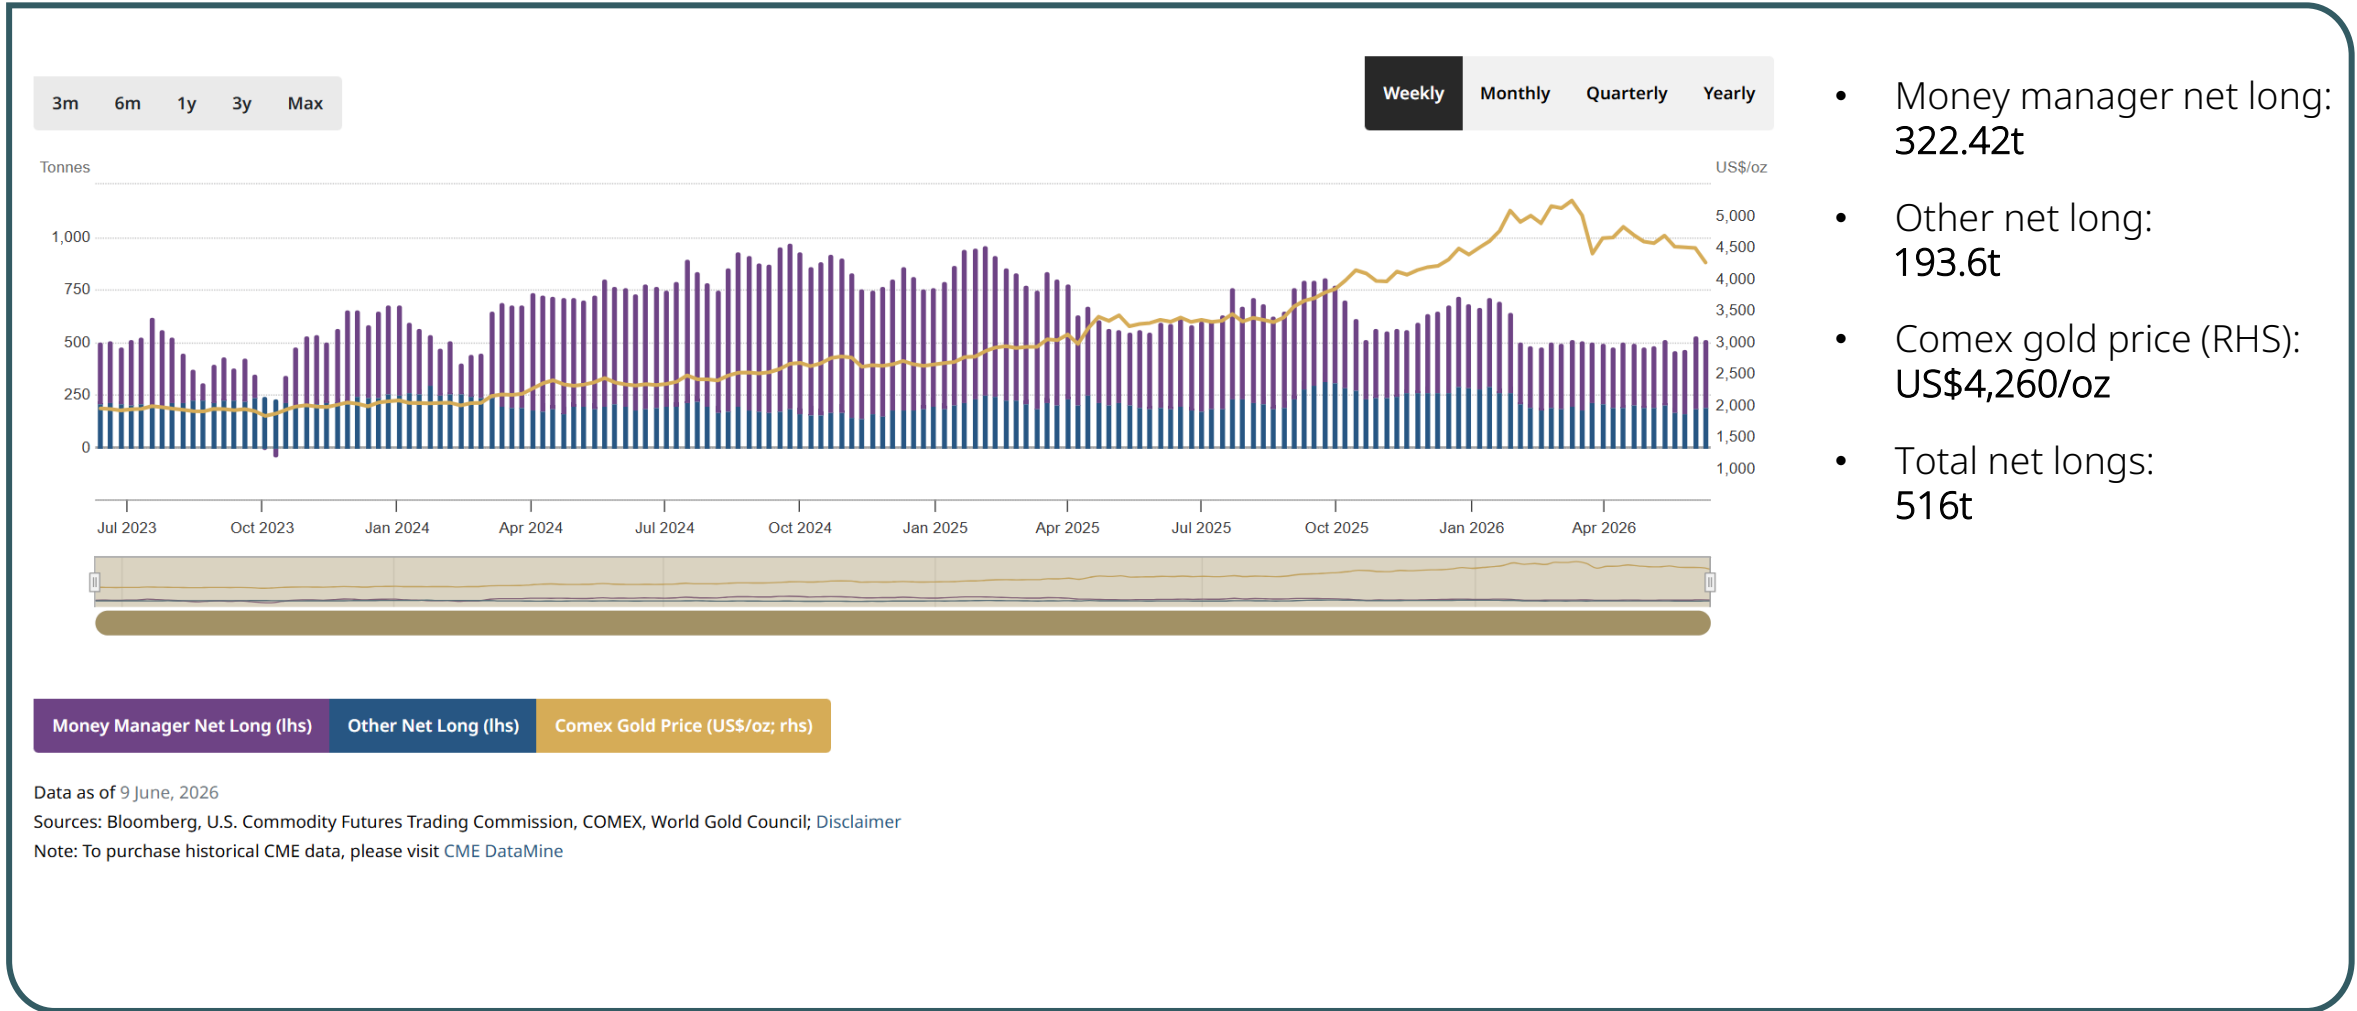 3m 6m 1y 3y Max
Weekly Monthly Quarterly Yearly
Tonnes
US$/oz
1,000
750
500
250
0
5,000
4,500
4,000
3,500
3,000
2,500
2,000
1,500
1,000
Jul 2023 Oct 2023 Jan 2024 Apr 2024 Jul 2024 Oct 2024 Jan 2025 Apr 2025 Jul 2025 Oct 2025 Jan 2026 Apr 2026
Money Manager Net Long (lhs) Other Net Long (lhs) Comex Gold Price (US$/oz; rhs)
Data as of 9 June, 2026
Sources: Bloomberg, U.S. Commodity Futures Trading Commission, COMEX, World Gold Council; Disclaimer
Note: To purchase historical CME data, please visit CME DataMine
• Money manager net long:
322.42t
• Other net long:
193.6t
• Comex gold price (RHS):
US$4,260/oz
• Total net longs:
516t